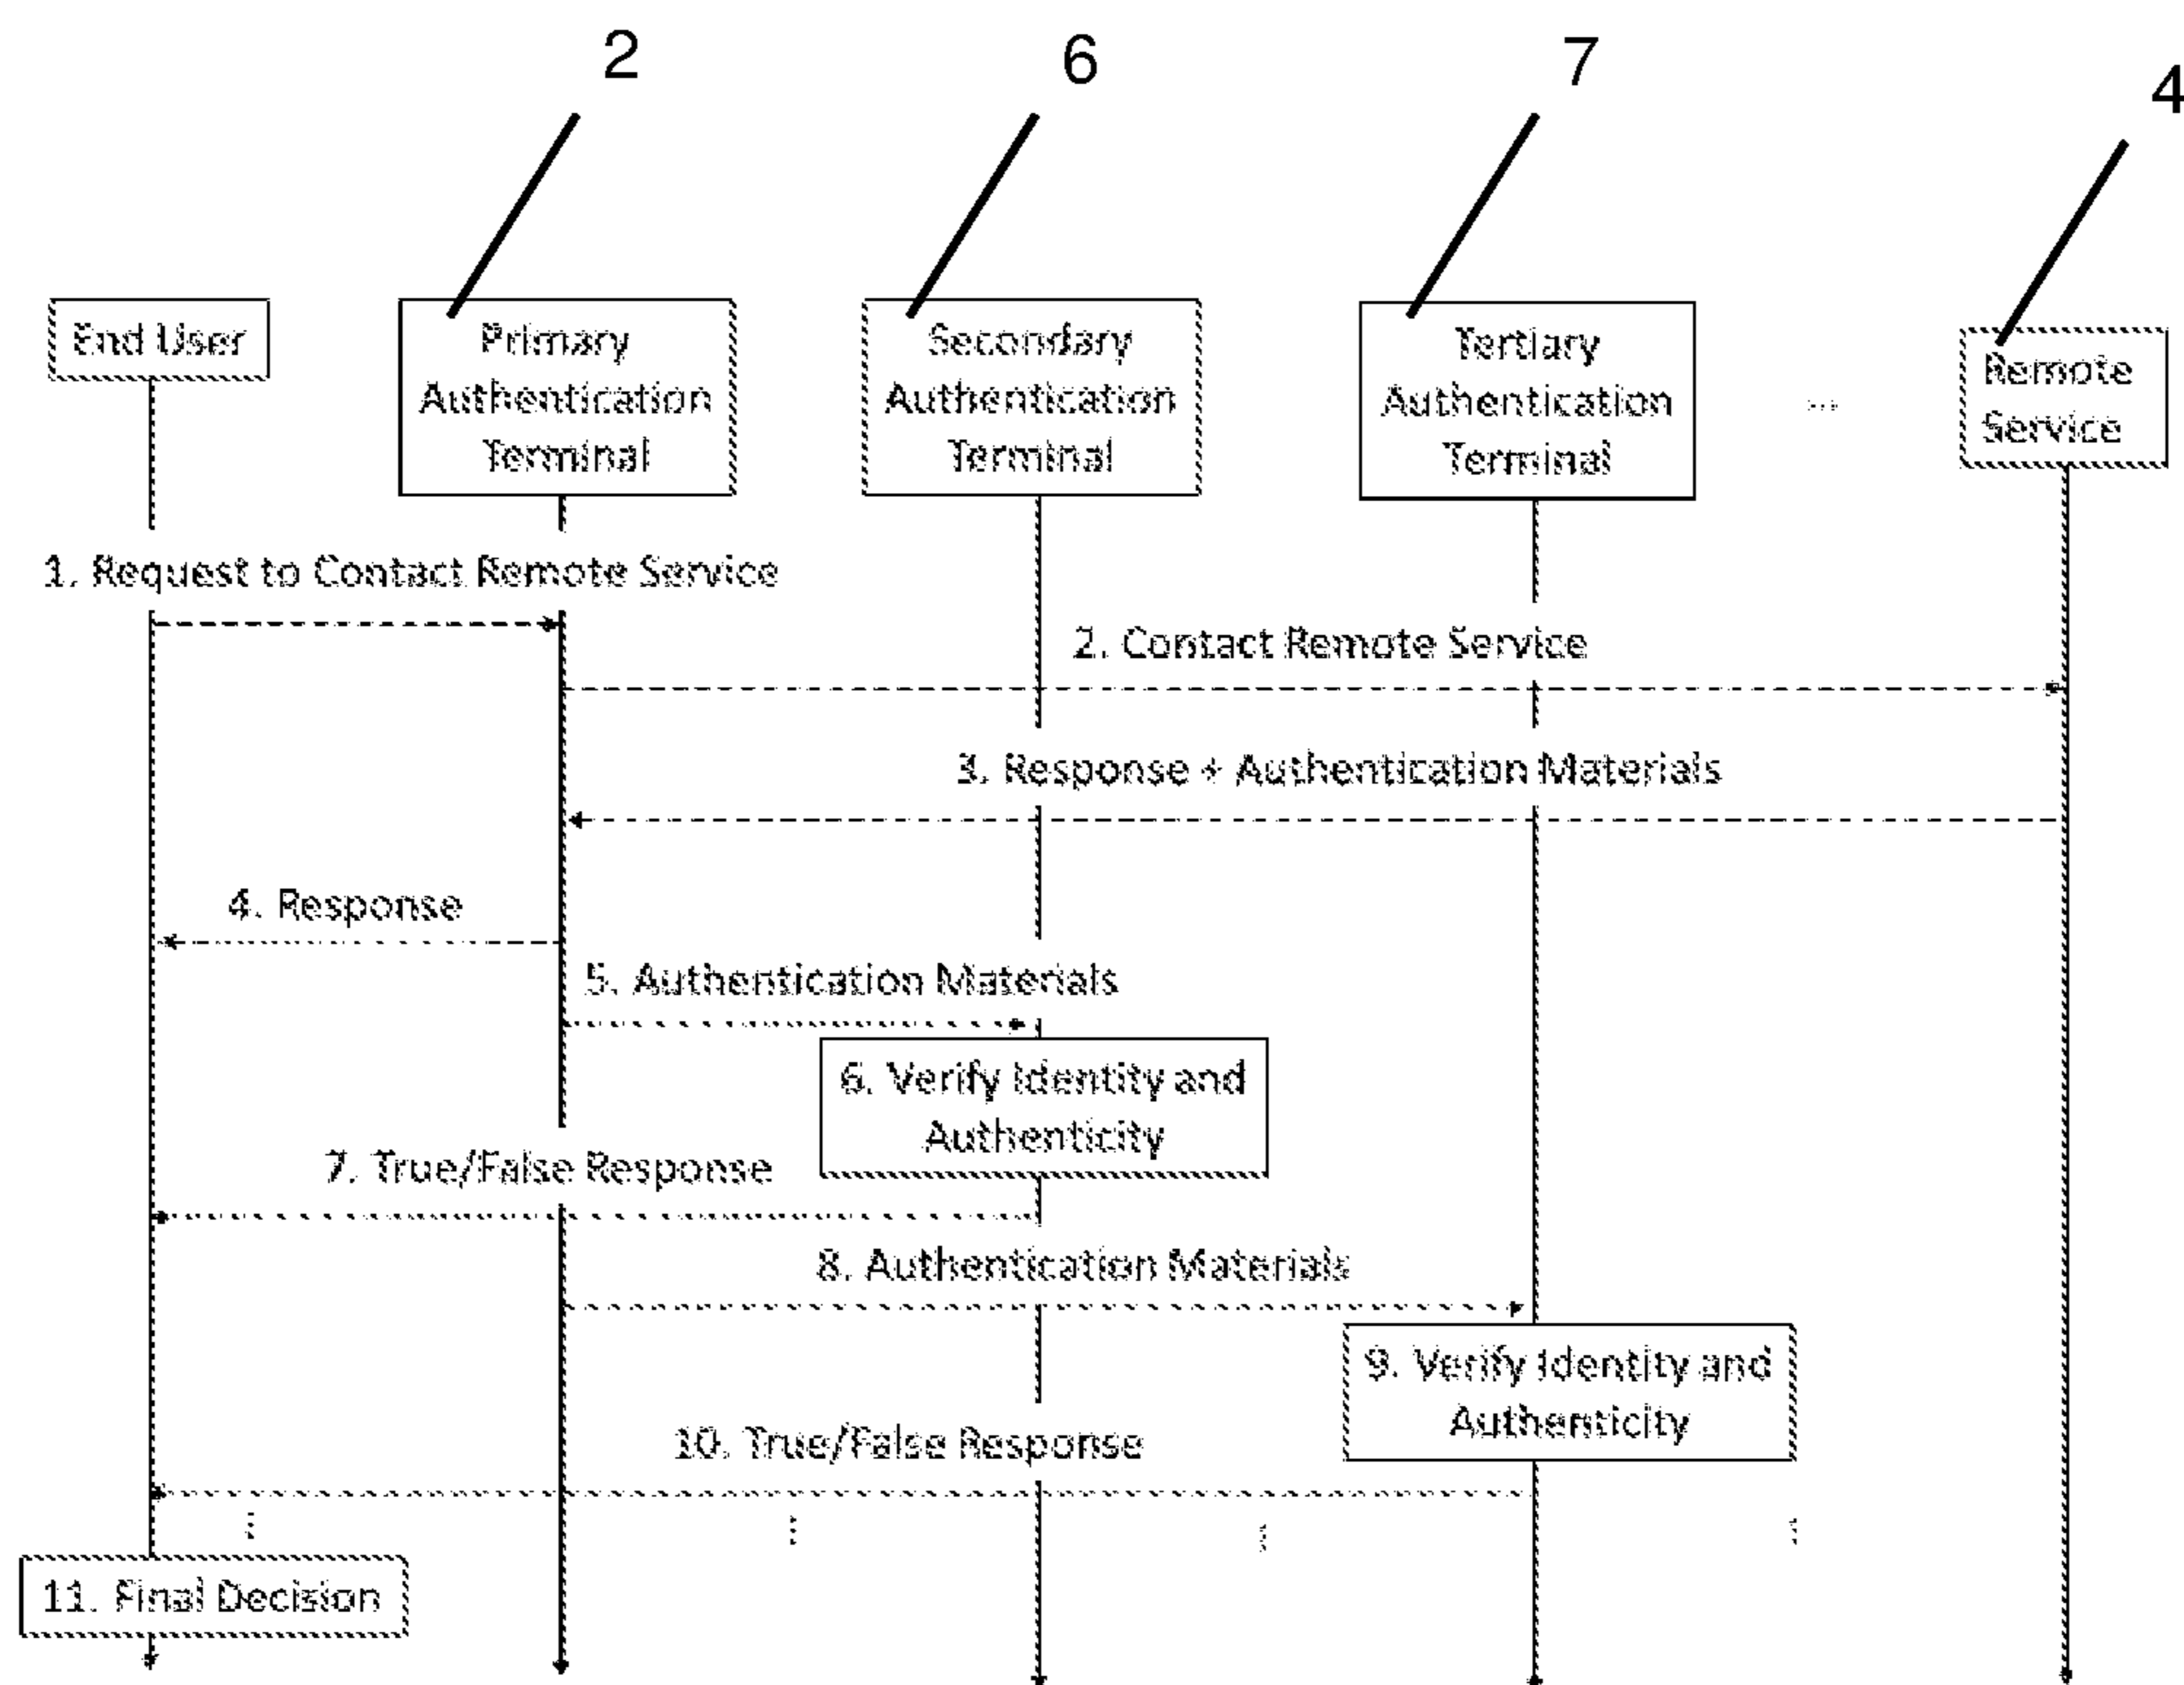 2
6
7
4
End User
Primary
Authentication
Terminal
Secondary
Authentication
Terminal
Tertiary
Authentication
Terminal
...
Remote
Service
1. Request to Contact Remote Service
2. Contact Remote Service
3. Response + Authentication Materials
4. Response
5. Authentication Materials
6. Verify Identity and
Authenticity
7. True/False Response
8. Authentication Materials
9. Verify Identity and
Authenticity
10. True/False Response
11. Final Decision